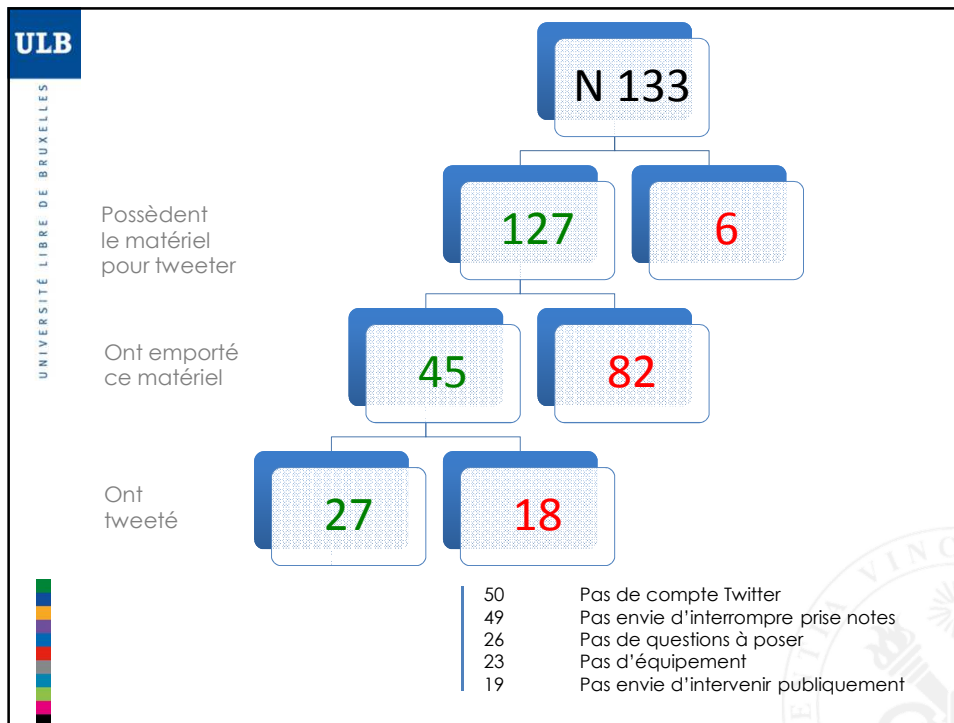 ULB
UNIVERSITÉ LIBRE DE BRUXELLES
N 133
Possèdent
le matériel
pour tweeter
127
6
Ont emporté
ce matériel
45
82
Ont
tweeté
27
18
50 Pas de compte Twitter
49 Pas envie d'interrompre prise notes
26 Pas de questions à poser
23 Pas d'équipement
19 Pas envie d'intervenir publiquement
VINC